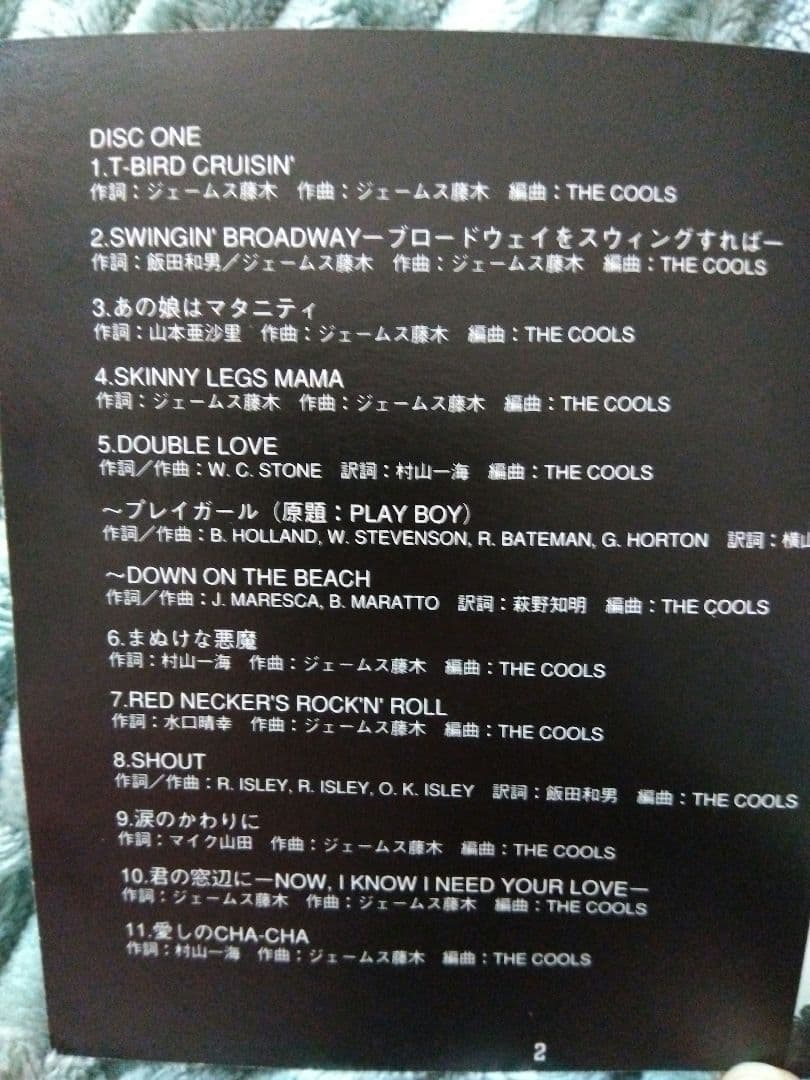 DISC ONE
1.T-BIRD CRUISIN'
作詞：ジェームス藤木　作曲：ジェームス藤木　編曲：THE COOLS
2.SWINGIN' BROADWAYーブロードウェイをスウィングすればー
作詞：飯田和男／ジェームス藤木　作曲：ジェームス藤木　編曲：THE COOLS
3.あの娘はマタニティ
作詞：山本亜沙里　作曲：ジェームス藤木　編曲：THE COOLS
4.SKINNY LEGS MAMA
作詞：ジェームス藤木　作曲：ジェームス藤木　編曲：THE COOLS
5.DOUBLE LOVE
作詞／作曲：W. C. STONE　訳詞：村山一海　編曲：THE COOLS
～プレイガール（原題：PLAY BOY）
作詞／作曲：B. HOLLAND, W. STEVENSON, R. BATEMAN, G. HORTON　訳詞：横山
～DOWN ON THE BEACH
作詞／作曲：J. MARESCA, B. MARATTO　訳詞：萩野知明　編曲：THE COOLS
6.まぬけな悪魔
作詞：村山一海　作曲：ジェームス藤木　編曲：THE COOLS
7.RED NECKER'S ROCK'N' ROLL
作詞：水口晴幸　作曲：ジェームス藤木　編曲：THE COOLS
8.SHOUT
作詞／作曲：R. ISLEY, R. ISLEY, O. K. ISLEY　訳詞：飯田和男　編曲：THE COOLS
9.涙のかわりに
作詞：マイク山田　作曲：ジェームス藤木　編曲：THE COOLS
10.君の窓辺にーNOW, I KNOW I NEED YOUR LOVEー
作詞：ジェームス藤木　作曲：ジェームス藤木　編曲：THE COOLS
11.愛しのCHA-CHA
作詞：村山一海　作曲：ジェームス藤木　編曲：THE COOLS
2